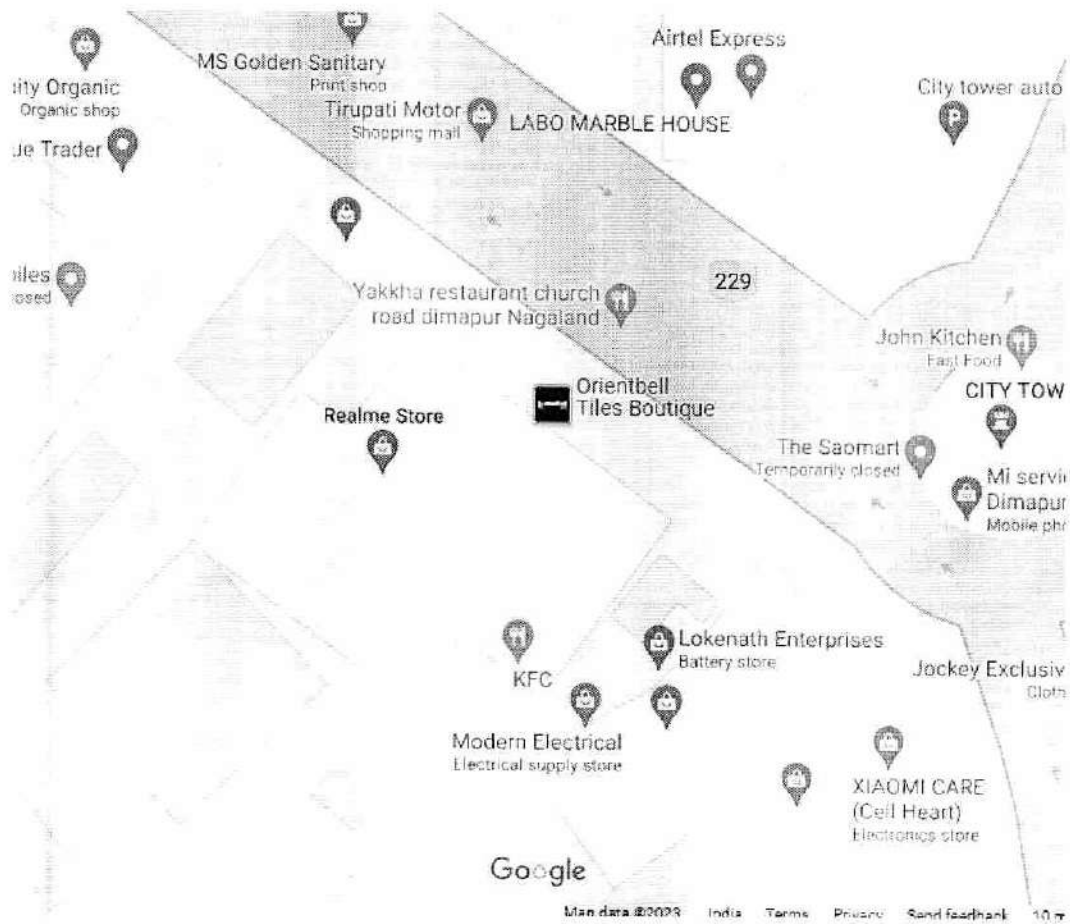 Airtel Express
MS Golden Sanitary
Print shop
City tower auto
ity Organic
Organic shop
Tirupati Motor
Shopping mall
LABO MARBLE HOUSE
ue Trader
P
229
iles
osed
Yakkha restaurant church
road dimapur Nagaland
John Kitchen
Fast Food
Orientbell
Tiles Boutique
CITY TOW
Realme Store
The Saomart
Temporarily closed
Mi servi
Dimapur
Mobile ph
Lokenath Enterprises
Battery store
KFC
Jockey Exclusiv
Cloth
Modern Electrical
Electrical supply store
XIAOMI CARE
(Cell Heart)
Electronics store
Google
Map data ©2023 India Terms Privacy Send feedback 10 m